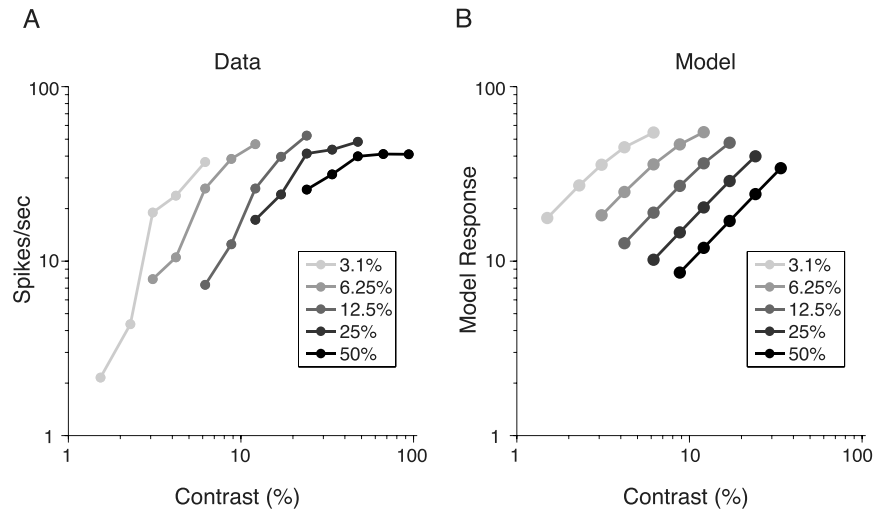 A
Data
Spikes/sec
100
10
1
1
10
100
Contrast (%)
3.1%
6.25%
12.5%
25%
50%
B
Model
Model Response
100
10
1
1
10
100
Contrast (%)
3.1%
6.25%
12.5%
25%
50%